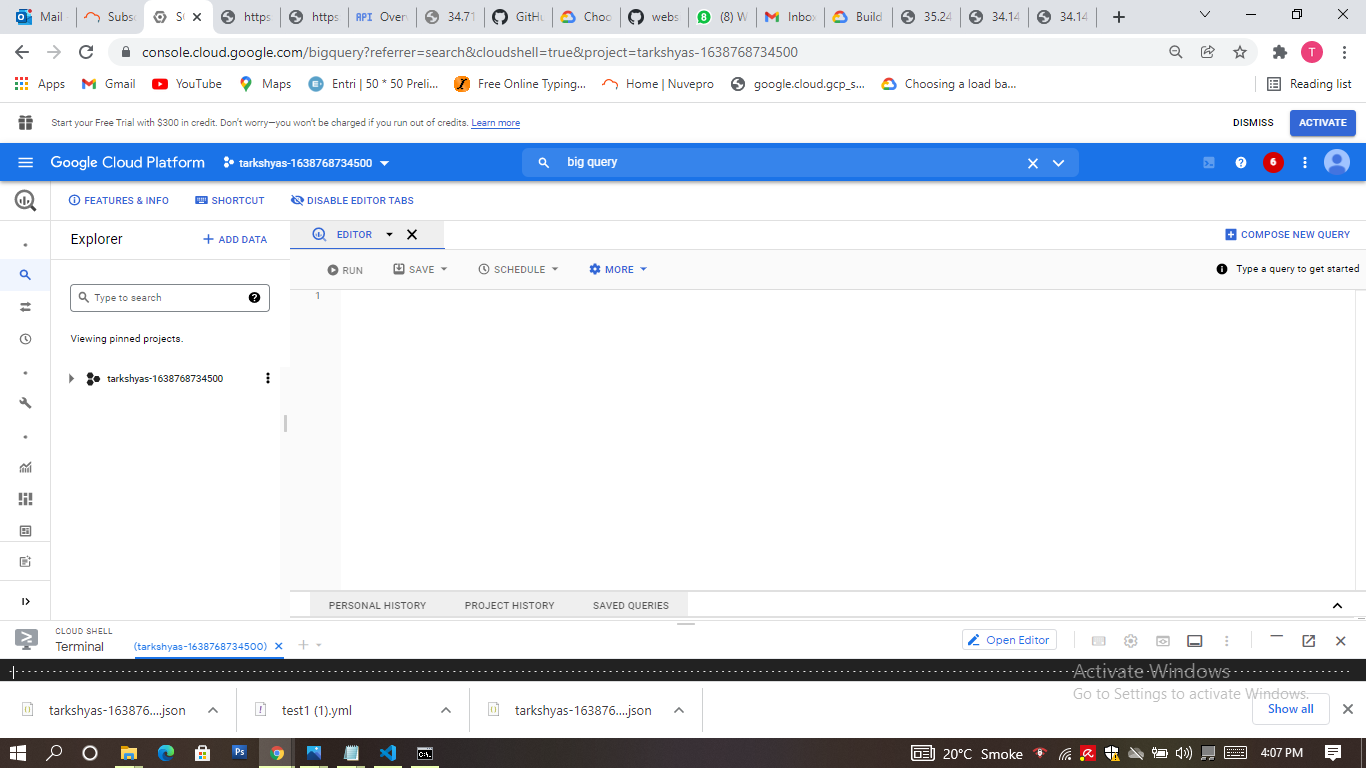 Mail
Subs
SC
https
https
API Over
34.71
GitHu
Choo
webs
(8) W
Inbox
Build
35.24
34.14
34.14
console.cloud.google.com/bigquery?referrer=search&cloudshell=true&project=tarkshyas-1638768734500
T
Apps
Gmail
YouTube
Maps
Entri | 50 * 50 Preli...
Free Online Typing...
Home | Nuvepro
google.cloud.gcp_s...
Choosing a load ba...
Reading list
Start your Free Trial with $300 in credit. Don't worry—you won't be charged if you run out of credits. Learn more
DISMISS
ACTIVATE
Google Cloud Platform
tarkshyas-1638768734500
big query
6
FEATURES & INFO
SHORTCUT
DISABLE EDITOR TABS
Explorer
+ ADD DATA
EDITOR
COMPOSE NEW QUERY
RUN
SAVE
SCHEDULE
MORE
Type a query to get started
1
Type to search
Viewing pinned projects.
tarkshyas-1638768734500
PERSONAL HISTORY
PROJECT HISTORY
SAVED QUERIES
CLOUD SHELL
Terminal
(tarkshyas-1638768734500)
Open Editor
Activate Windows
Go to Settings to activate Windows.
tarkshyas-163876....json
test1 (1).yml
tarkshyas-163876....json
Show all
Ps
C:\.
20°C Smoke
4:07 PM